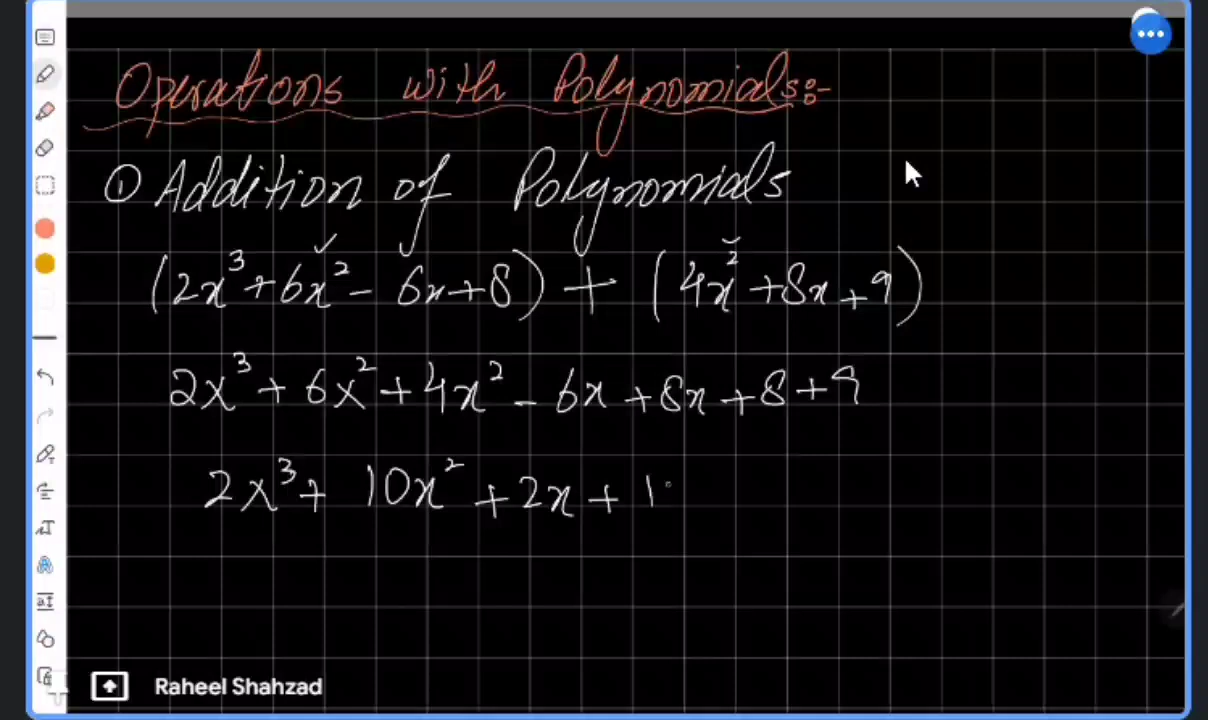 Operations with Polynomials:-
① Addition of Polynomials
(2x³+6x²- 6x+8) + (4x²+8x+9)
2x³+ 6x²+4x² - 6x +8x+8+9
2x³+ 10x² +2x + 1
Raheel Shahzad